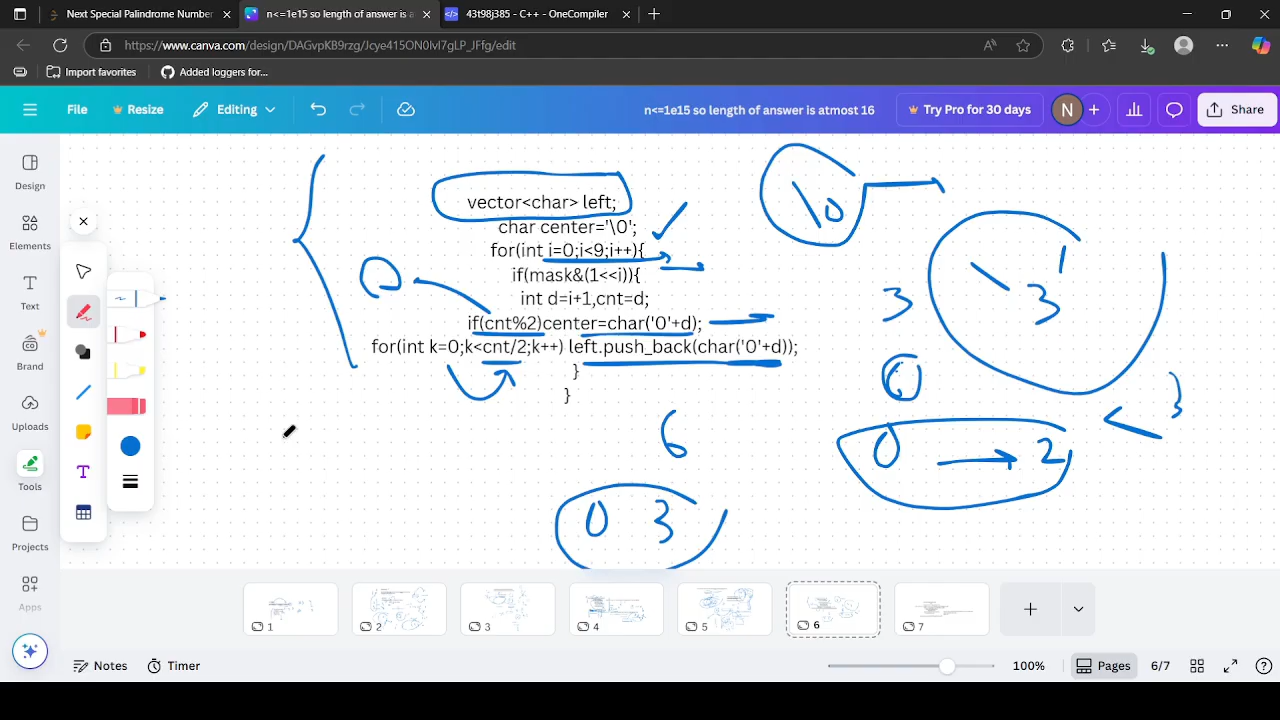 Next Special Palindrome Number
n<=1e15 so length of answer is a
43t98j385 - C++ - OneCompiler
https://www.canva.com/design/DAGvpKB9rzg/Jcye415ON0lvl7gLP_JFfg/edit
Import favorites
Added loggers for...
File
Resize
Editing
n<=1e15 so length of answer is atmost 16
Try Pro for 30 days
N
Share
Design
Elements
Text
Brand
Uploads
Tools
Projects
Apps
vector<char> left;
char center='\0';
for(int i=0;i<9;i++){
if(mask&(1<<i)){
int d=i+1,cnt=d;
if(cnt%2)center=char('0'+d);
for(int k=0;k<cnt/2;k++) left.push_back(char('0'+d));
}
}
\0
3
3
3
6
0 2
0 3
1
2
3
4
5
6
7
Notes
Timer
100%
Pages
6/7